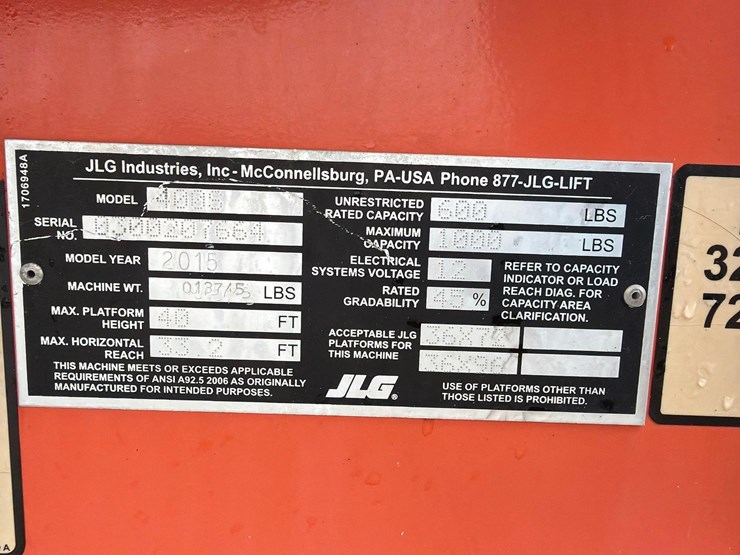 1706948A
JLG Industries, Inc - McConnellsburg, PA-USA Phone 877-JLG-LIFT
MODEL
SERIAL
NO.
MODEL YEAR 2015
MACHINE WT. 013745 LBS
MAX. PLATFORM
HEIGHT 40 FT
MAX. HORIZONTAL
REACH 33.2 FT
THIS MACHINE MEETS OR EXCEEDS APPLICABLE
REQUIREMENTS OF ANSI A92.5 2006 AS ORIGINALLY
MANUFACTURED FOR INTENDED PURPOSES.
UNRESTRICTED
RATED CAPACITY 600 LBS
MAXIMUM
CAPACITY 1000 LBS
ELECTRICAL
SYSTEMS VOLTAGE 12
RATED
GRADABILITY 45 %
REFER TO CAPACITY
INDICATOR OR LOAD
REACH DIAG. FOR
CAPACITY AREA
CLARIFICATION.
ACCEPTABLE JLG
PLATFORMS FOR
THIS MACHINE
JLG®
USE OF PLATFORMS OTHER THAN
THOSE LISTED IS PROHIBITED.
32
72
A